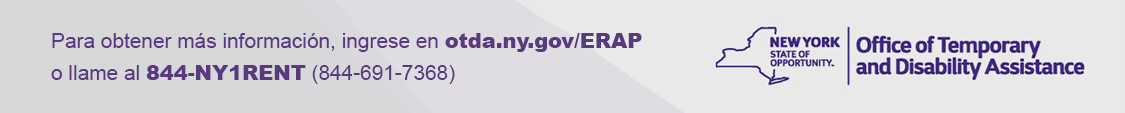 Para obtener más información, ingrese en otda.ny.gov/ERAP
o llame al 844-NY1RENT (844-691-7368)
NEW YORK
STATE OF
OPPORTUNITY.
Office of Temporary
and Disability Assistance